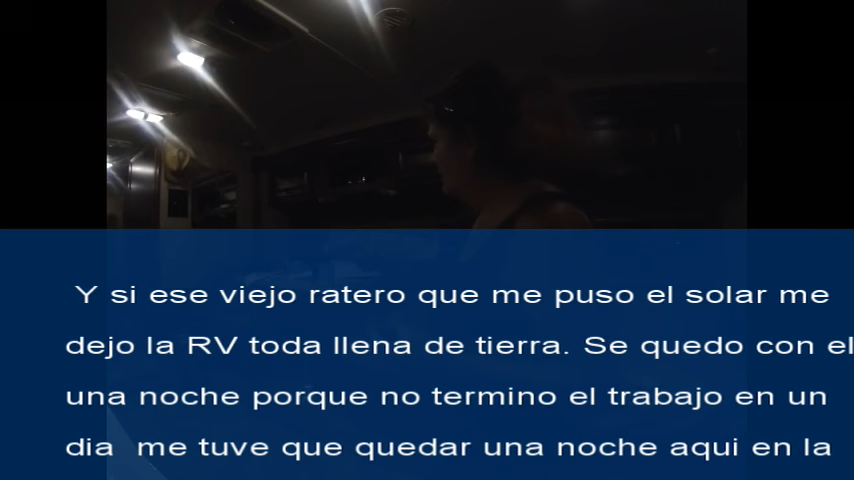 Y si ese viejo ratero que me puso el solar me
dejo la RV toda llena de tierra. Se quedo con el
una noche porque no termino el trabajo en un
dia  me tuve que quedar una noche aqui en la